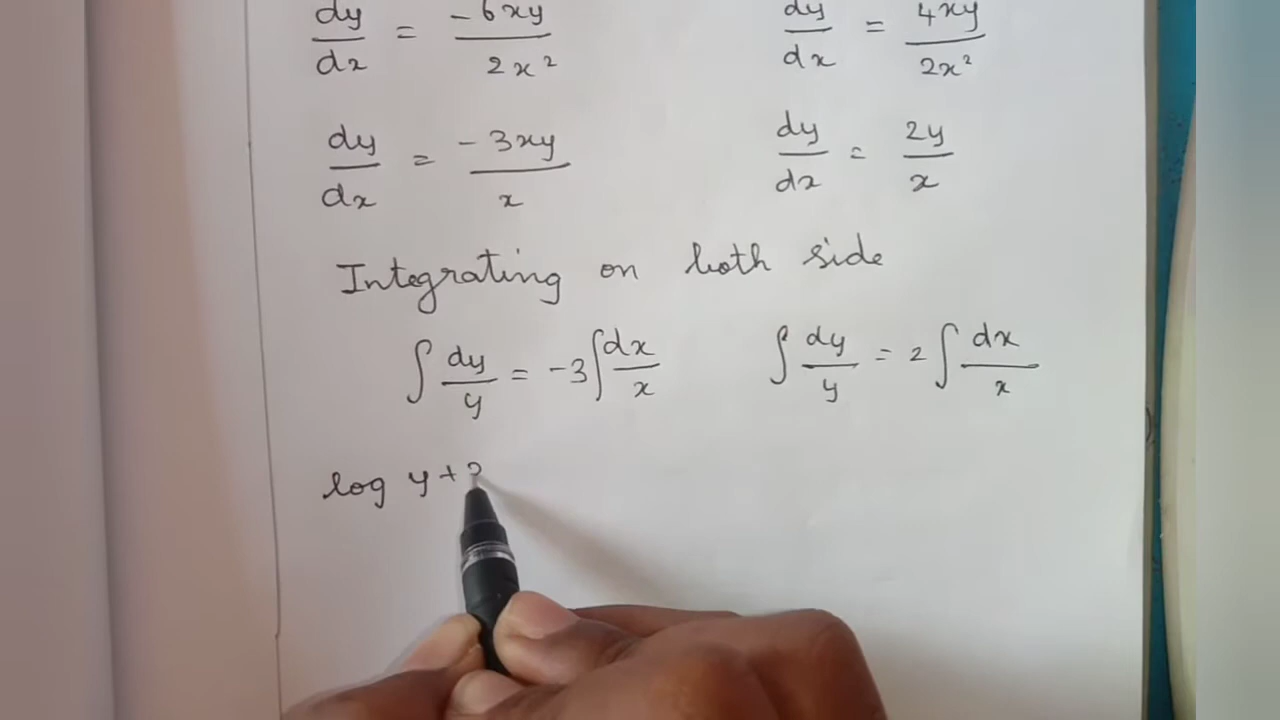 dy/dx = -6xy/2x² dy/dx = 4xy/2x²
dy/dx = -3xy/x dy/dx = 2y/x
Integrating on both side
∫ dy/y = -3∫ dx/x ∫ dy/y = 2∫ dx/x
log y +